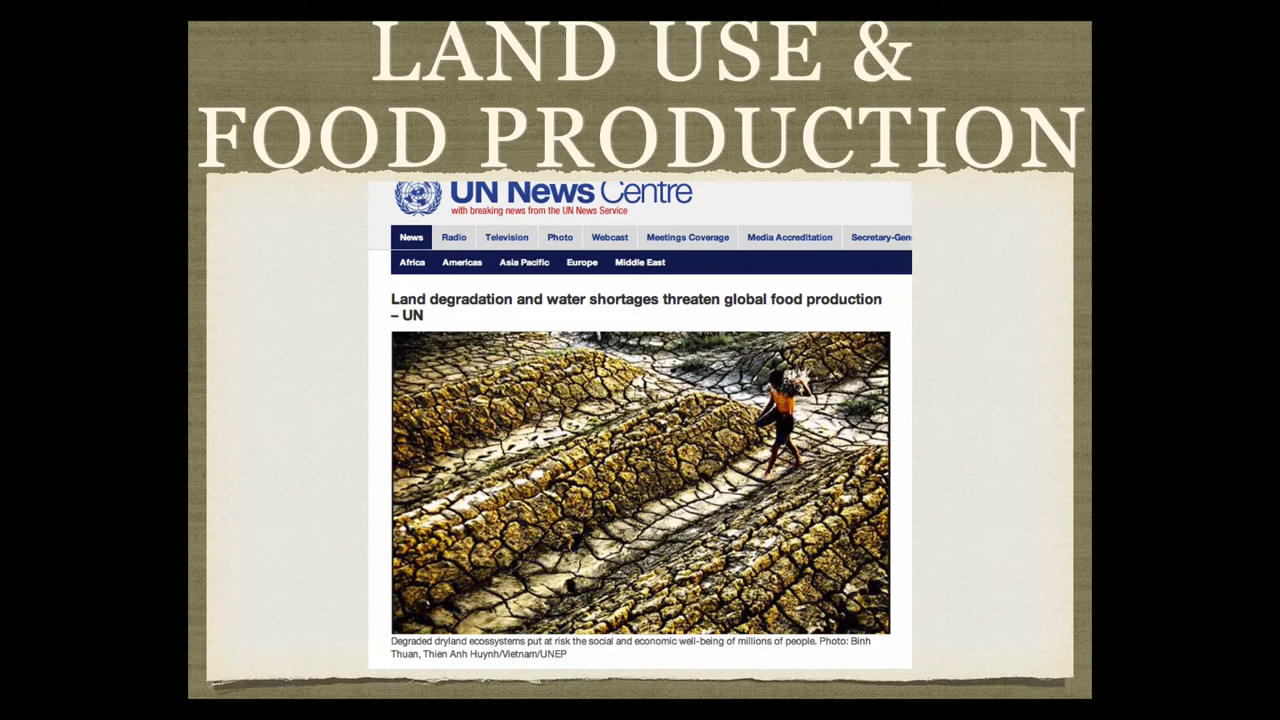 LAND USE &
FOOD PRODUCTION
UN News Centre
with breaking news from the UN News Service
News Radio Television Photo Webcast Meetings Coverage Media Accreditation Secretary-Gen
Africa Americas Asia Pacific Europe Middle East
Land degradation and water shortages threaten global food production
– UN
Degraded dryland ecossystems put at risk the social and economic well-being of millions of people. Photo: Binh
Thuan, Thien Anh Huynh/Vietnam/UNEP